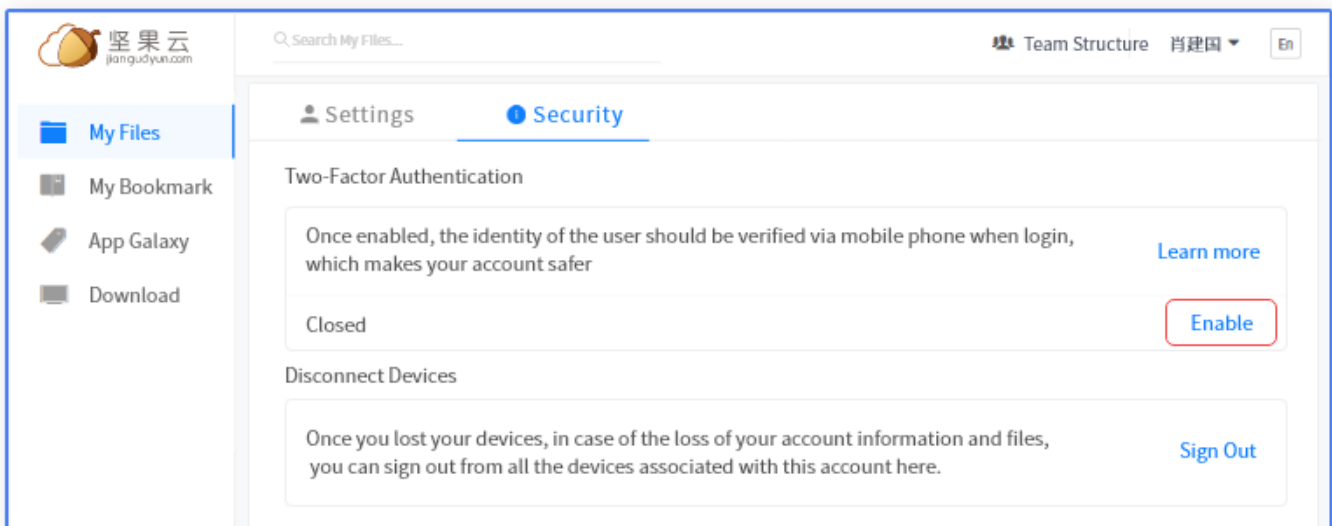 坚果云
jianguoyun.com
Search My Files...
Team Structure
肖建国
En
My Files
My Bookmark
App Galaxy
Download
Settings
Security
Two-Factor Authentication
Once enabled, the identity of the user should be verified via mobile phone when login,
which makes your account safer
Learn more
Closed
Enable
Disconnect Devices
Once you lost your devices, in case of the loss of your account information and files,
you can sign out from all the devices associated with this account here.
Sign Out